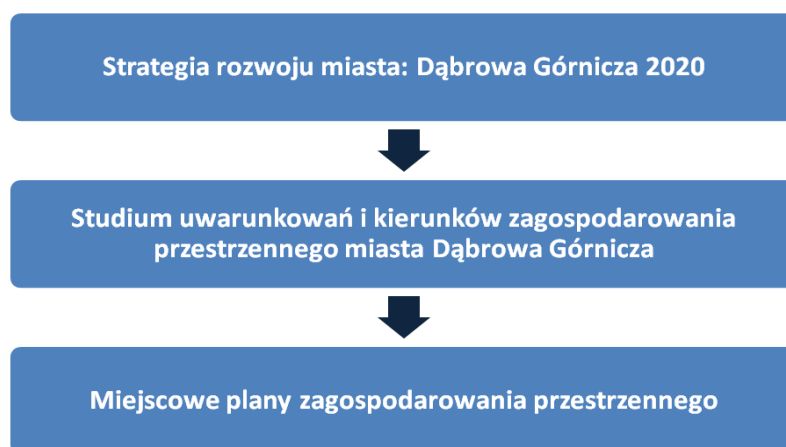 Strategia rozwoju miasta: Dąbrowa Górnicza 2020
Studium uwarunkowań i kierunków zagospodarowania
przestrzennego miasta Dąbrowa Górnicza
Miejscowe plany zagospodarowania przestrzennego